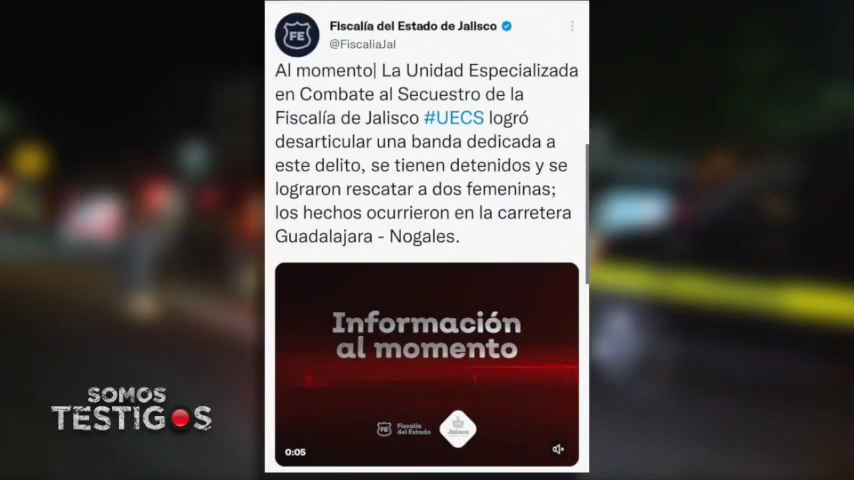 FE
Fiscalía del Estado de Jalisco
@FiscaliaJal
Al momento| La Unidad Especializada
en Combate al Secuestro de la
Fiscalía de Jalisco #UECS logró
desarticular una banda dedicada a
este delito, se tienen detenidos y se
lograron rescatar a dos femeninas;
los hechos ocurrieron en la carretera
Guadalajara - Nogales.
Información
al momento
FE Fiscalía
del Estado
Jalisco
0:05
SOMOS
TESTIGOS